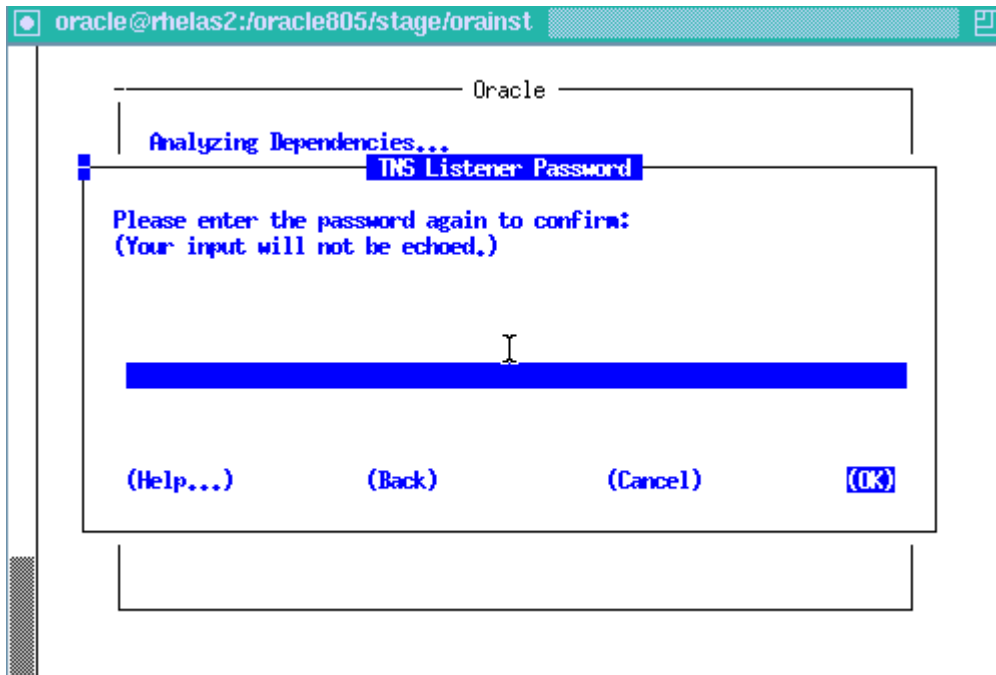 oracle@rhelas2:/oracle805/stage/orainst
Oracle
Analyzing Dependencies...
TNS Listener Password
Please enter the password again to confirm:
(Your input will not be echoed.)
(Help...) (Back) (Cancel) (OK)